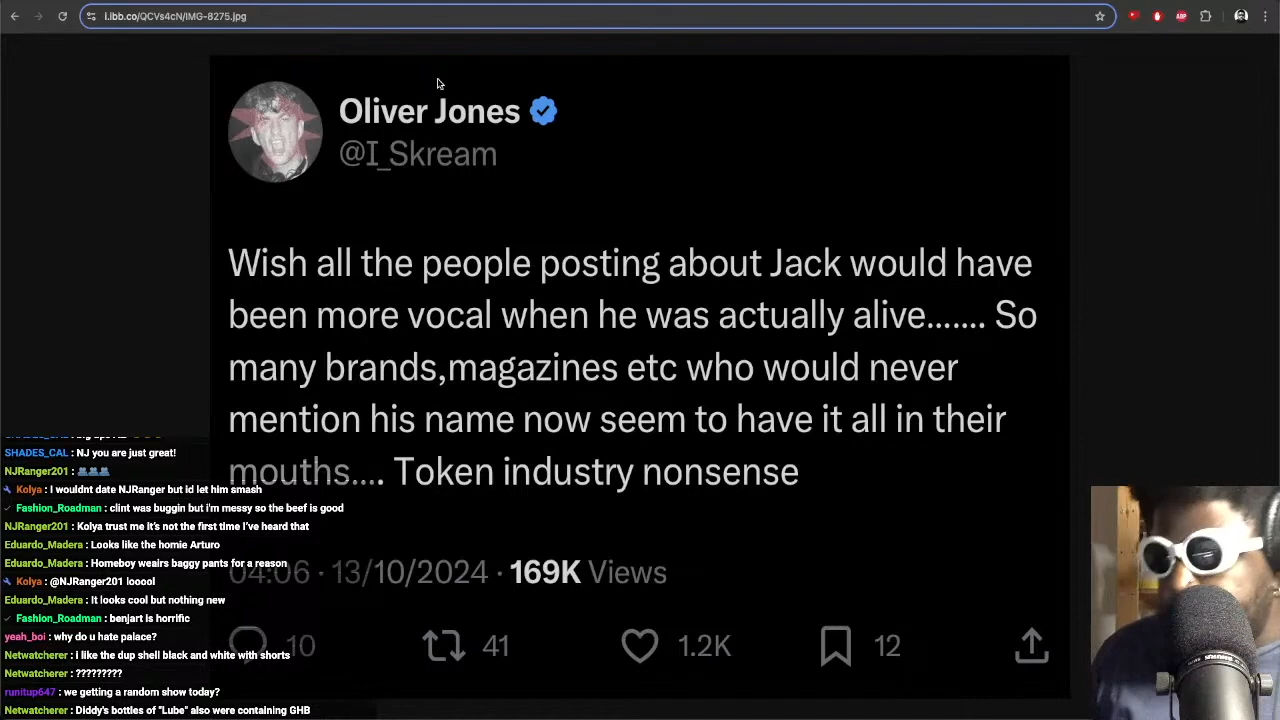 i.ibb.co/QCVs4cN/IMG-8275.jpg
ABP
Oliver Jones
@I_Skream
Wish all the people posting about Jack would have
been more vocal when he was actually alive....... So
many brands,magazines etc who would never
mention his name now seem to have it all in their
mouths.... Token industry nonsense
04:06 · 13/10/2024 · 169K Views
10 41 1.2K 12
SHADES_CAL : NJ you are just great!
NJRanger201 :
Kolya : I wouldnt date NJRanger but id let him smash
Fashion_Roadman : clint was buggin but i'm messy so the beef is good
NJRanger201 : Kolya trust me it's not the first time I've heard that
Eduardo_Madera : Looks like the homie Arturo
Eduardo_Madera : Homeboy weairs baggy pants for a reason
Kolya : @NJRanger201 looool
Eduardo_Madera : It looks cool but nothing new
Fashion_Roadman : benjart is horrific
yeah_boi : why do u hate palace?
Netwatcherer : i like the dup shell black and white with shorts
Netwatcherer : ?????????
runitup647 : we getting a random show today?
Netwatcherer : Diddy's bottles of "Lube" also were containing GHB